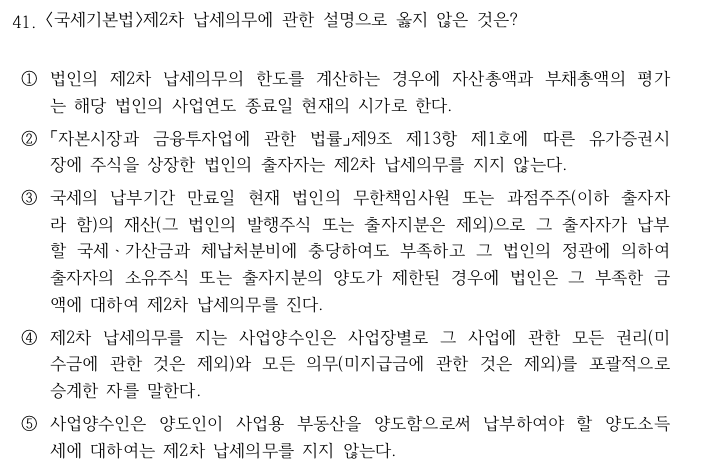 41. 〈국세기본법〉제2차 납세의무에 관한 설명으로 옳지 않은 것은?
① 법인의 제2차 납세의무의 한도를 계산하는 경우에 자산총액과 부채총액의 평가
는 해당 법인의 사업연도 종료일 현재의 시가로 한다.
② 「자본시장과 금융투자업에 관한 법률」제9조 제13항 제1호에 따른 유가증권시
장에 주식을 상장한 법인의 출자자는 제2차 납세의무를 지지 않는다.
③ 국세의 납부기간 만료일 현재 법인의 무한책임사원 또는 과점주주(이하 출자자
라 함)의 재산(그 법인의 발행주식 또는 출자지분은 제외)으로 그 출자자가 납부
할 국세ㆍ가산금과 체납처분비에 충당하여도 부족하고 그 법인의 정관에 의하여
출자자의 소유주식 또는 출자지분의 양도가 제한된 경우에 법인은 그 부족한 금
액에 대하여 제2차 납세의무를 진다.
④ 제2차 납세의무를 지는 사업양수인은 사업장별로 그 사업에 관한 모든 권리(미
수금에 관한 것은 제외)와 모든 의무(미지급금에 관한 것은 제외)를 포괄적으로
승계한 자를 말한다.
⑤ 사업양수인은 양도인이 사업용 부동산을 양도함으로써 납부하여야 할 양도소득
세에 대하여는 제2차 납세의무를 지지 않는다.